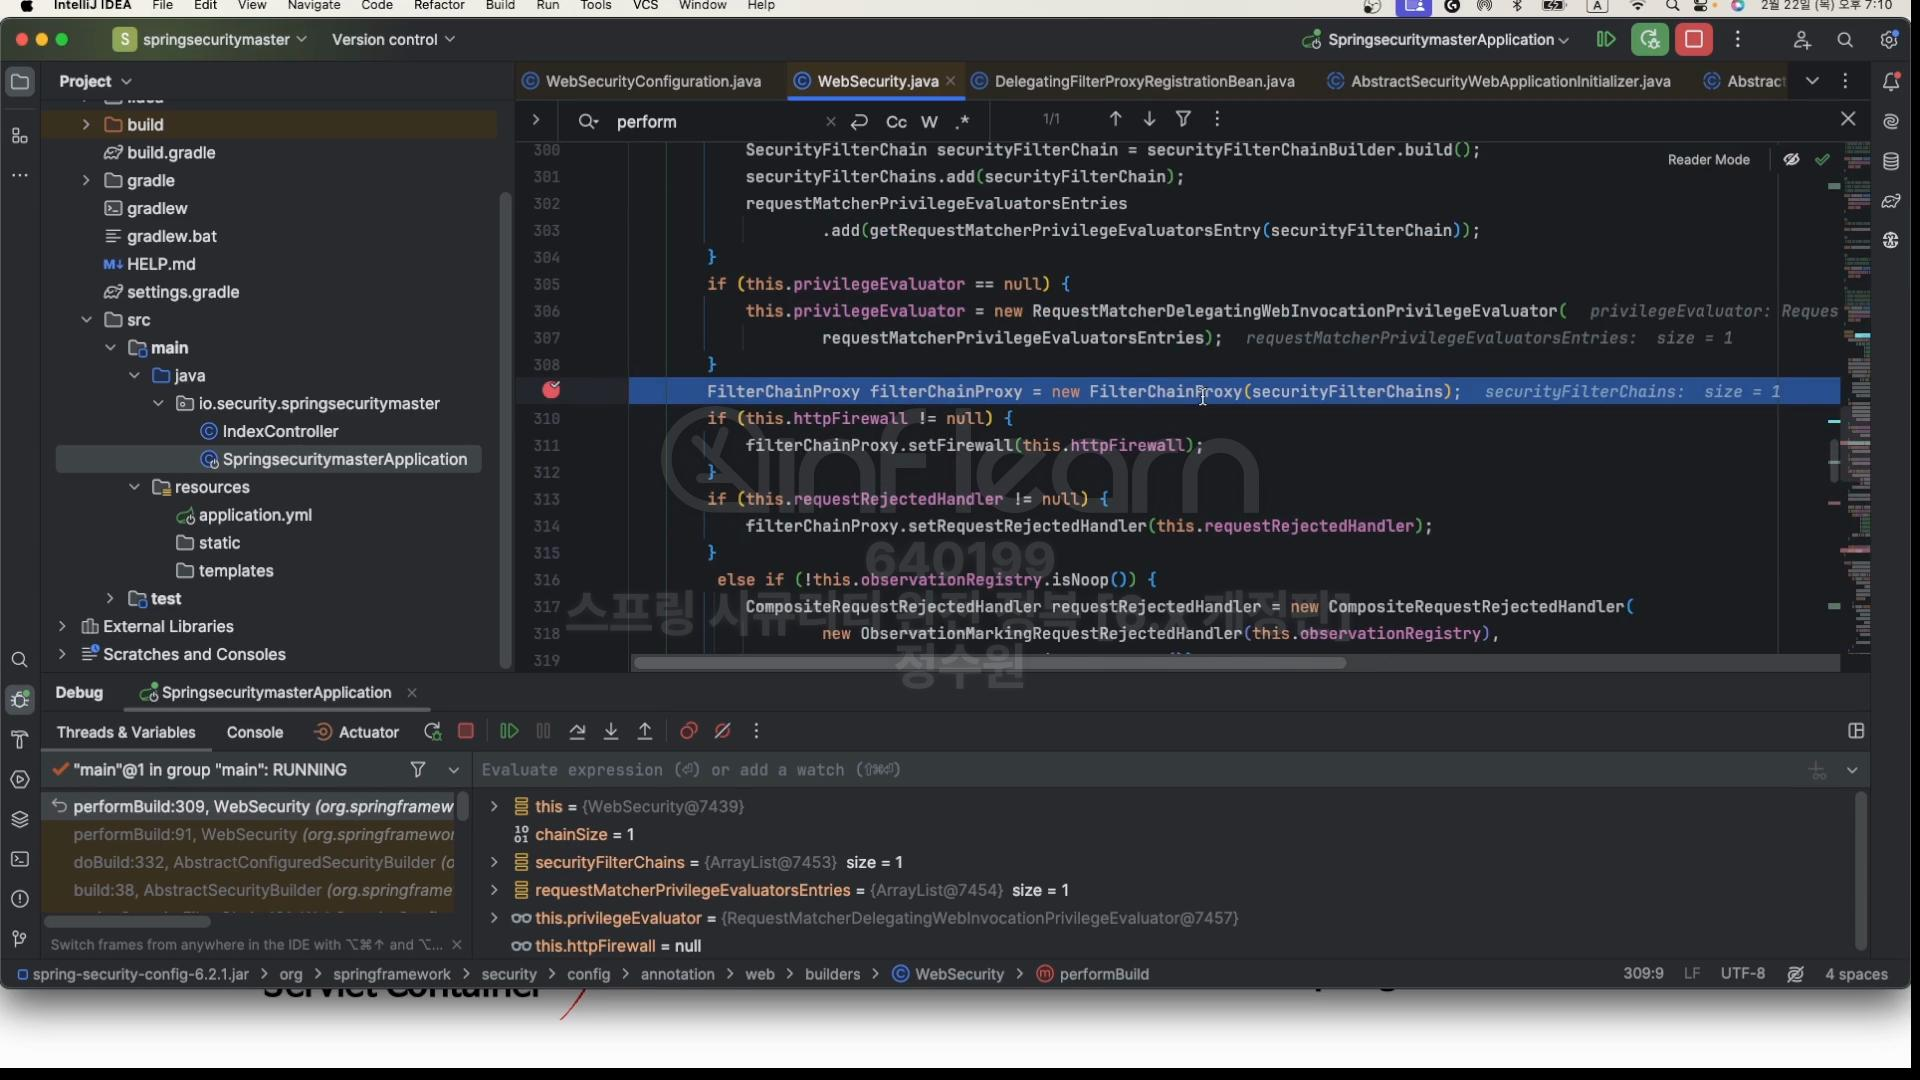 IntelliJ IDEA File Edit View Navigate Code Refactor Build Run Tools VCS Window Help A 2월 22일 (목) 오후 7:10
S springsecuritymaster Version control SpringsecuritymasterApplication
Project
WebSecurityConfiguration.java WebSecurity.java DelegatingFilterProxyRegistrationBean.java AbstractSecurityWebApplicationInitializer.java Abstract
perform Cc W .* 1/1
Reader Mode
build
build.gradle
gradle
gradlew
gradlew.bat
M↓ HELP.md
settings.gradle
src
main
java
io.security.springsecuritymaster
IndexController
SpringsecuritymasterApplication
resources
application.yml
static
templates
test
External Libraries
Scratches and Consoles
300 SecurityFilterChain securityFilterChain = securityFilterChainBuilder.build();
301 securityFilterChains.add(securityFilterChain);
302 requestMatcherPrivilegeEvaluatorsEntries
303 .add(getRequestMatcherPrivilegeEvaluatorsEntry(securityFilterChain));
304 }
305 if (this.privilegeEvaluator == null) {
306 this.privilegeEvaluator = new RequestMatcherDelegatingWebInvocationPrivilegeEvaluator( privilegeEvaluator: Reques
307 requestMatcherPrivilegeEvaluatorsEntries); requestMatcherPrivilegeEvaluatorsEntries: size = 1
308 }
FilterChainProxy filterChainProxy = new FilterChainProxy(securityFilterChains); securityFilterChains: size = 1
310 if (this.httpFirewall != null) {
311 filterChainProxy.setFirewall(this.httpFirewall);
312 }
313 if (this.requestRejectedHandler != null) {
314 filterChainProxy.setRequestRejectedHandler(this.requestRejectedHandler);
315 }
316 else if (!this.observationRegistry.isNoop()) {
317 CompositeRequestRejectedHandler requestRejectedHandler = new CompositeRequestRejectedHandler(
318 new ObservationMarkingRequestRejectedHandler(this.observationRegistry),
319
inflearn
640199
스프링 시큐리티 완전 정복 [6.x 개정판]
정수원
Debug SpringsecuritymasterApplication
Threads & Variables Console Actuator
"main"@1 in group "main": RUNNING
Evaluate expression (⏎) or add a watch (⇧⌘⏎)
performBuild:309, WebSecurity (org.springframew
performBuild:91, WebSecurity (org.springframewor
doBuild:332, AbstractConfiguredSecurityBuilder (o
build:38, AbstractSecurityBuilder (org.springframe
Switch frames from anywhere in the IDE with ⌥⌘↑ and ⌥...
this = {WebSecurity@7439}
chainSize = 1
securityFilterChains = {ArrayList@7453} size = 1
requestMatcherPrivilegeEvaluatorsEntries = {ArrayList@7454} size = 1
this.privilegeEvaluator = {RequestMatcherDelegatingWebInvocationPrivilegeEvaluator@7457}
this.httpFirewall = null
spring-security-config-6.2.1.jar > org > springframework > security > config > annotation > web > builders > WebSecurity > performBuild 309:9 LF UTF-8 4 spaces
Servlet Container